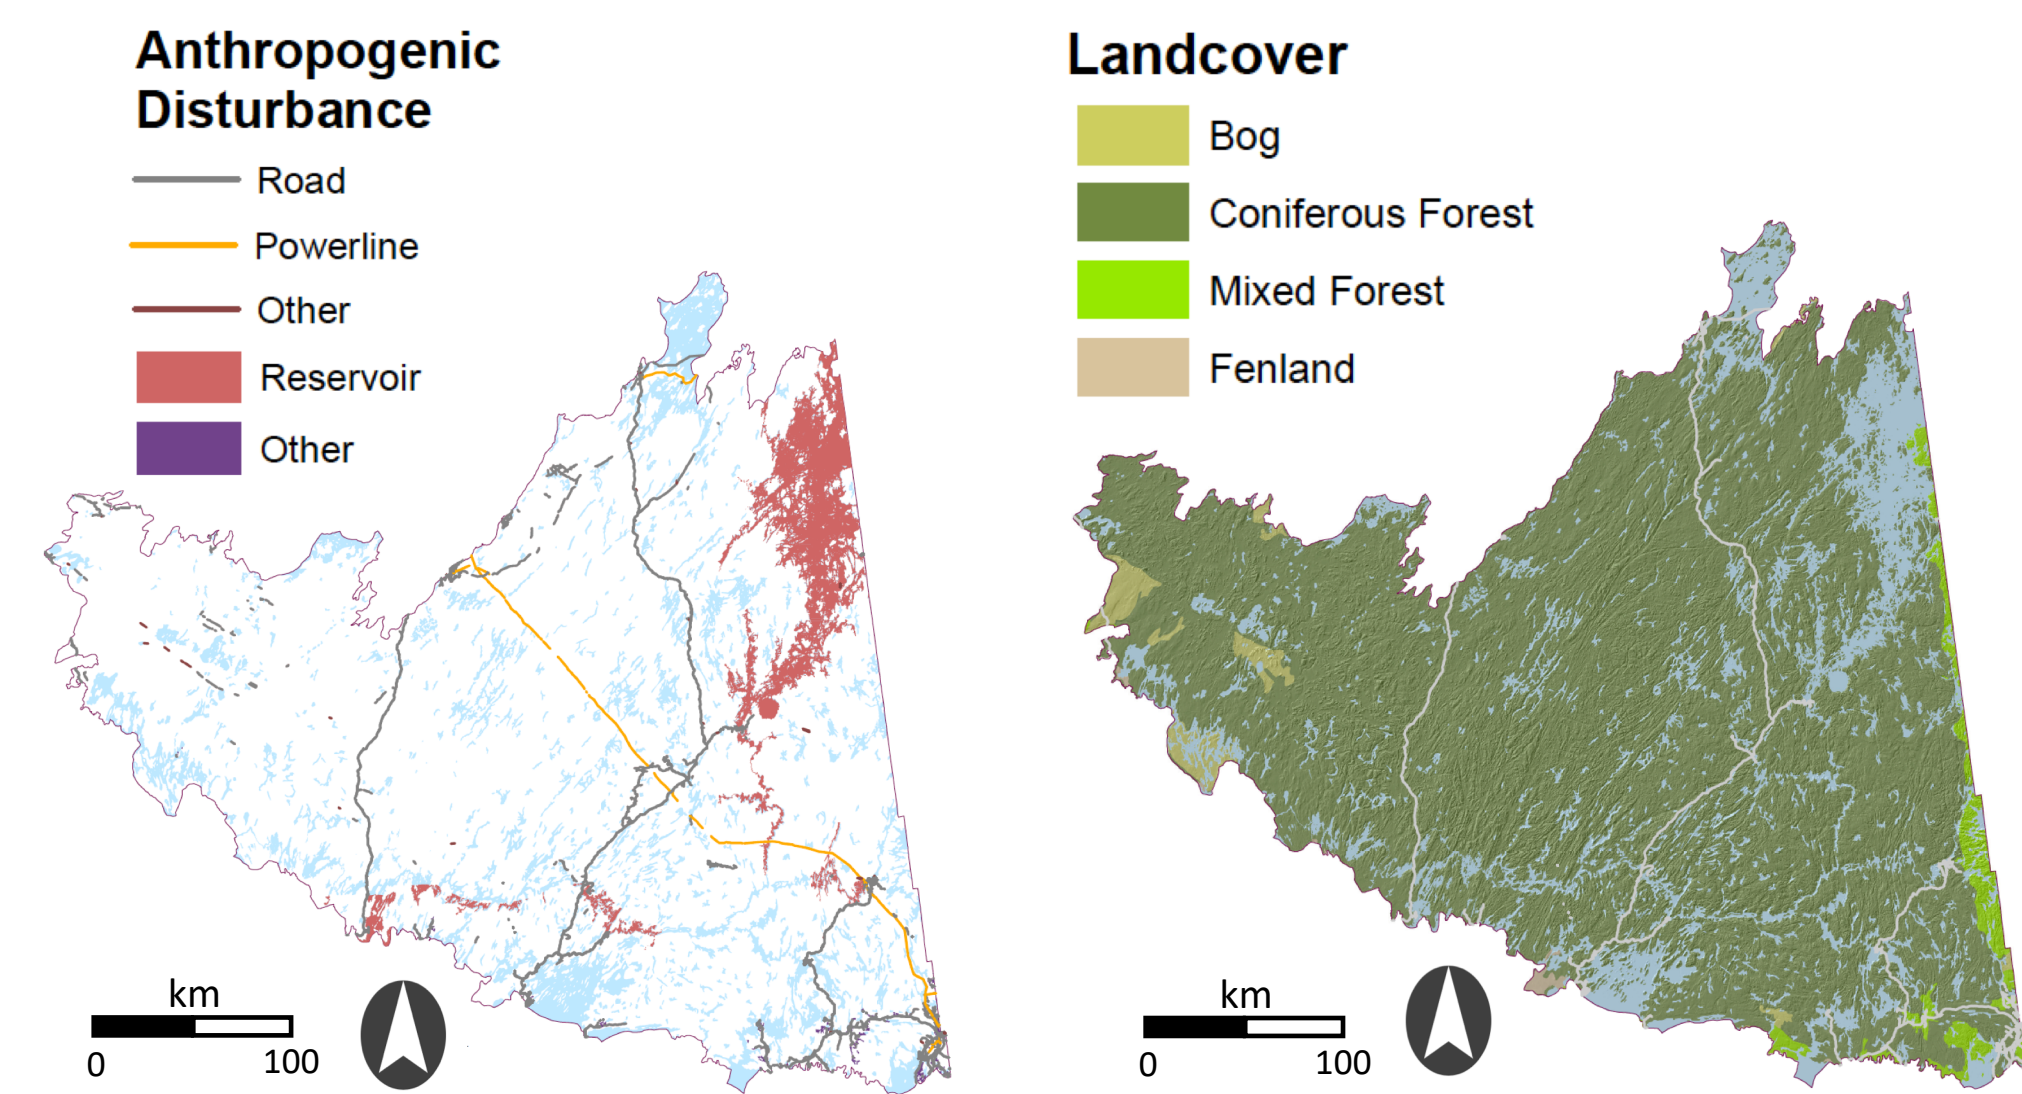 Anthropogenic
Disturbance
Road
Powerline
Other
Reservoir
Other
km
0 100
Landcover
Bog
Coniferous Forest
Mixed Forest
Fenland
km
0 100